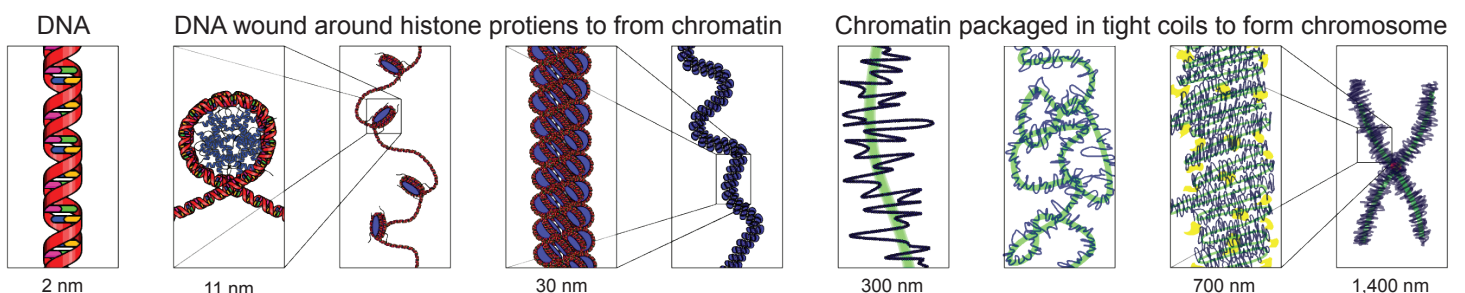 DNA
DNA wound around histone protiens to from chromatin
Chromatin packaged in tight coils to form chromosome
2 nm
11 nm
30 nm
300 nm
700 nm
1,400 nm